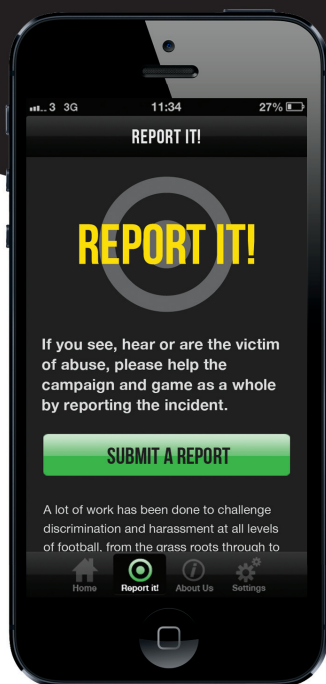 3 3G 11:34 27%
REPORT IT!
REPORT IT!
If you see, hear or are the victim
of abuse, please help the
campaign and game as a whole
by reporting the incident.
SUBMIT A REPORT
A lot of work has been done to challenge
discrimination and harassment at all levels
of football, from the grass roots through to
Home Report it! About Us Settings